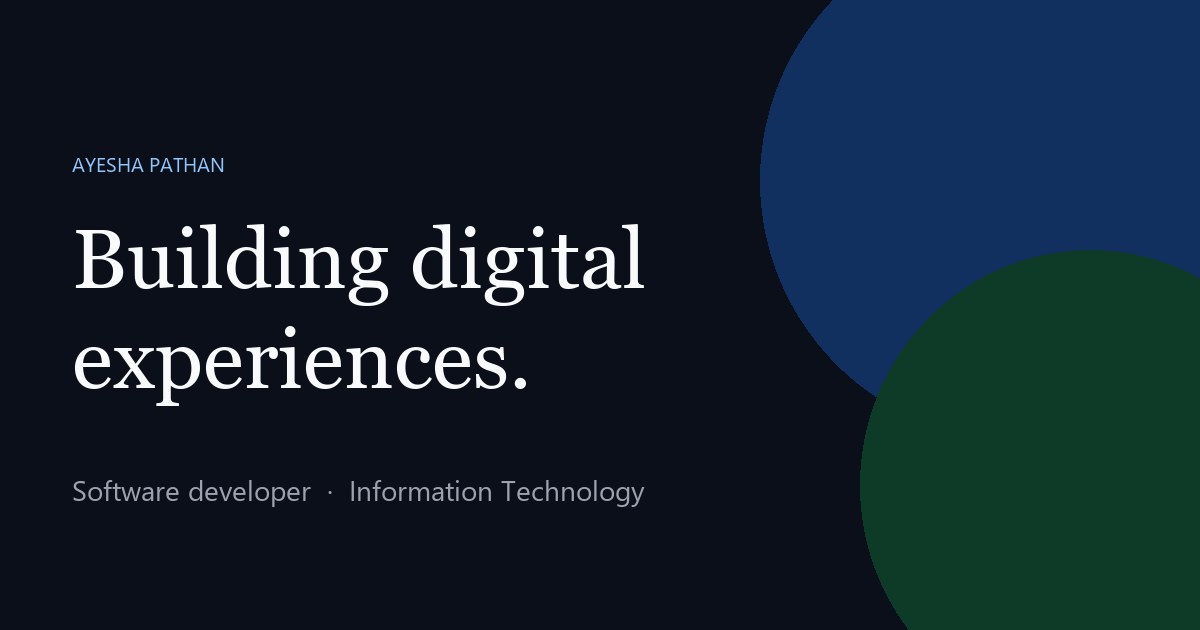 AYESHA PATHAN
Building digital
experiences.
Software developer · Information Technology